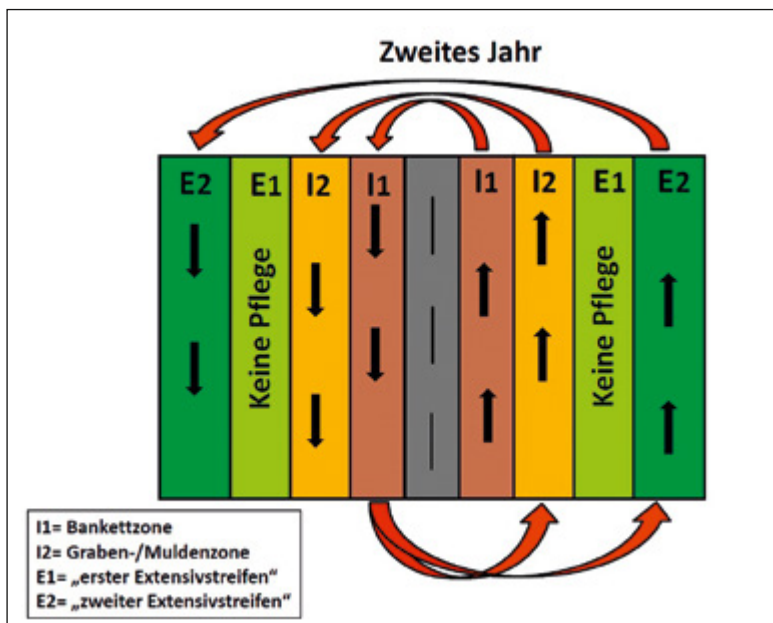 Zweites Jahr
E2 E1 I2 I1 I1 I2 E1 E2
Keine Pflege
Keine Pflege
I1= Bankettzone
I2= Graben-/Muldenzone
E1= „erster Extensivstreifen“
E2= „zweiter Extensivstreifen“